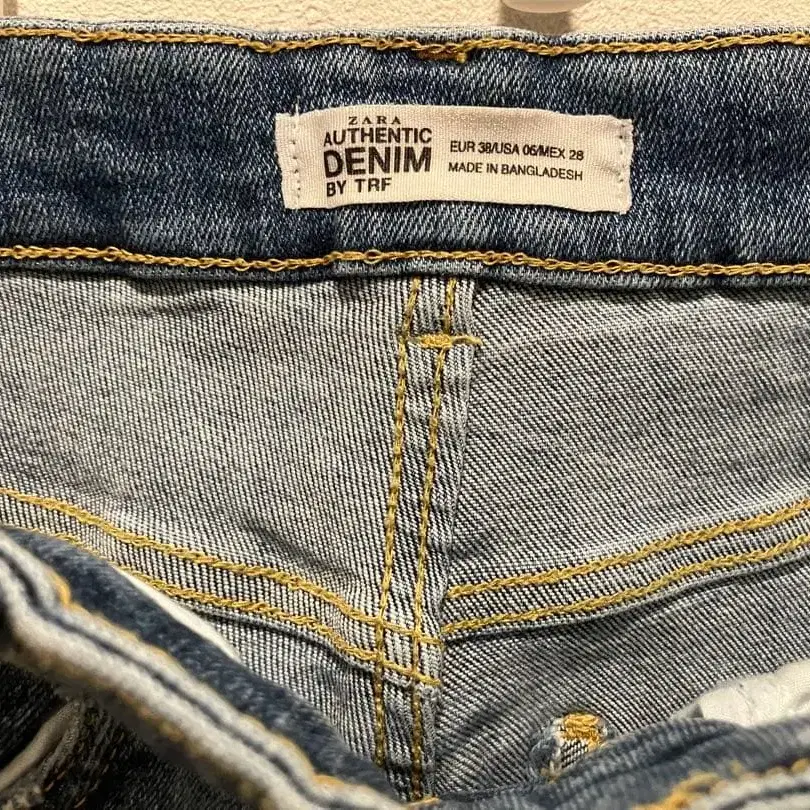 ZARA
AUTHENTIC
DENIM
BY TRF
EUR 38/USA 06/MEX 28
MADE IN BANGLADESH